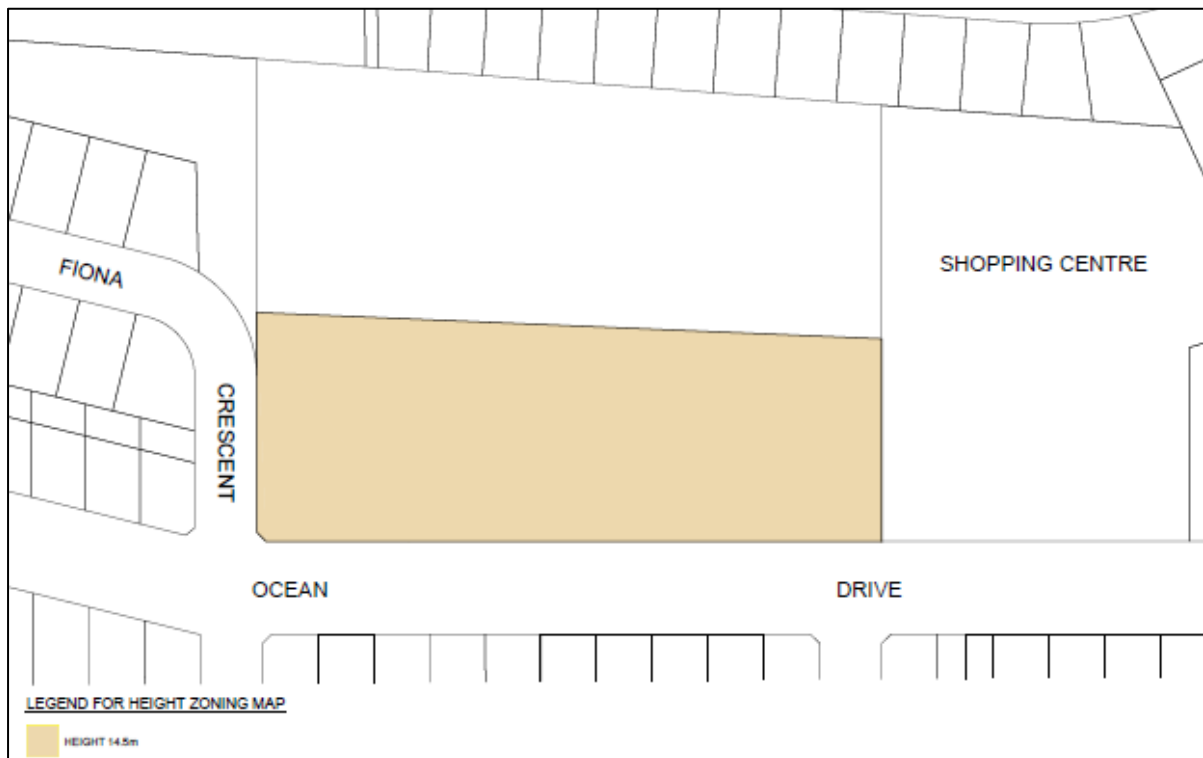 FIONA
SHOPPING CENTRE
CRESCENT
OCEAN DRIVE
LEGEND FOR HEIGHT ZONING MAP
HEIGHT 14.5m